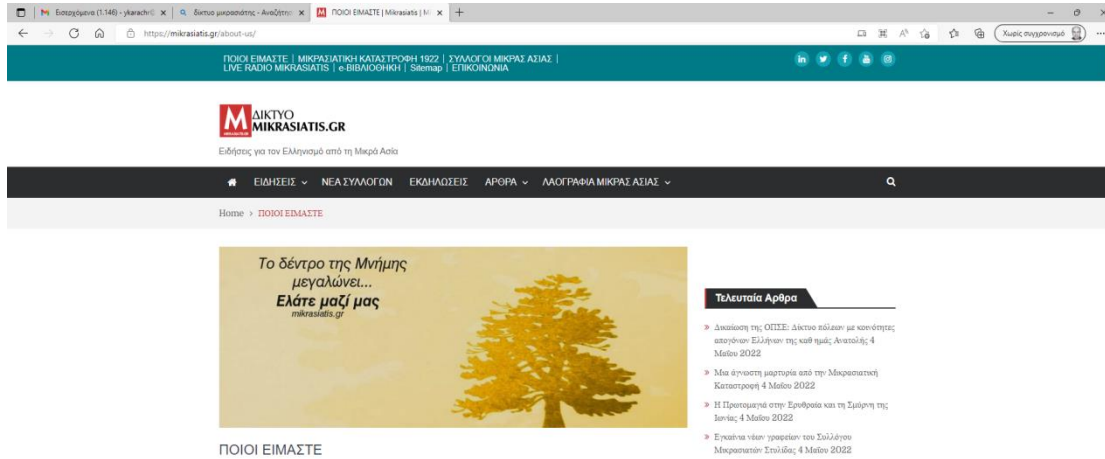 Εισερχόμενα (1.146) - ykarachri
δίκτυο μικρασιάτης - Αναζήτησ
ΠΟΙΟΙ ΕΙΜΑΣΤΕ | Mikrasiatis | Mi
https://mikrasiatis.gr/about-us/
Χωρίς συγχρονισμό
ΠΟΙΟΙ ΕΙΜΑΣΤΕ | ΜΙΚΡΑΣΙΑΤΙΚΗ ΚΑΤΑΣΤΡΟΦΗ 1922 | ΣΥΛΛΟΓΟΙ ΜΙΚΡΑΣ ΑΣΙΑΣ |
LIVE RADIO MIKRASIATIS | e-ΒΙΒΛΙΟΘΗΚΗ | Sitemap | ΕΠΙΚΟΙΝΩΝΙΑ
ΔΙΚΤΥΟ
MIKRASIATIS.GR
Ειδήσεις για τον Ελληνισμό από τη Μικρά Ασία
ΕΙΔΗΣΕΙΣ ΝΕΑ ΣΥΛΛΟΓΩΝ ΕΚΔΗΛΩΣΕΙΣ ΑΡΘΡΑ ΛΑΟΓΡΑΦΙΑ ΜΙΚΡΑΣ ΑΣΙΑΣ
Home > ΠΟΙΟΙ ΕΙΜΑΣΤΕ
Το δέντρο της Μνήμης
μεγαλώνει...
Ελάτε μαζί μας
mikrasiatis.gr
ΠΟΙΟΙ ΕΙΜΑΣΤΕ
Τελευταία Αρθρα
Δικαίωση της ΟΠΣΕ: Δίκτυο πόλεων με κοινότητες
απογόνων Ελλήνων της καθ ημάς Ανατολής 4
Μαΐου 2022
Μια άγνωστη μαρτυρία από την Μικρασιατική
Καταστροφή 4 Μαΐου 2022
Η Πρωτομαγιά στην Ερυθραία και τη Σμύρνη της
Ιωνίας 4 Μαΐου 2022
Εγκαίνια νέων γραφείων του Συλλόγου
Μικρασιατών Στυλίδας 4 Μαΐου 2022